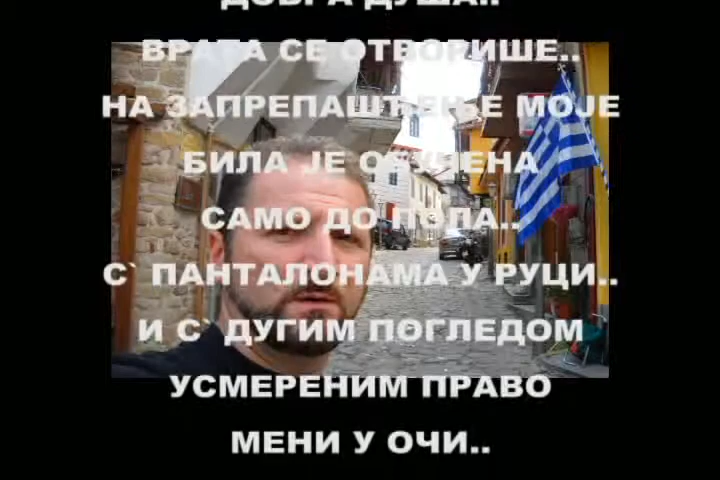 ДОБРА ДУША..
ВРАТА СЕ ОТВОРИШЕ..
НА ЗАПРЕПАШЋЕЊЕ МОЈЕ
БИЛА ЈЕ ОБУЧЕНА
САМО ДО ПОЛА..
С` ПАНТАЛОНАМА У РУЦИ..
И С` ДУГИМ ПОГЛЕДОМ
УСМЕРЕНИМ ПРАВО
МЕНИ У ОЧИ..